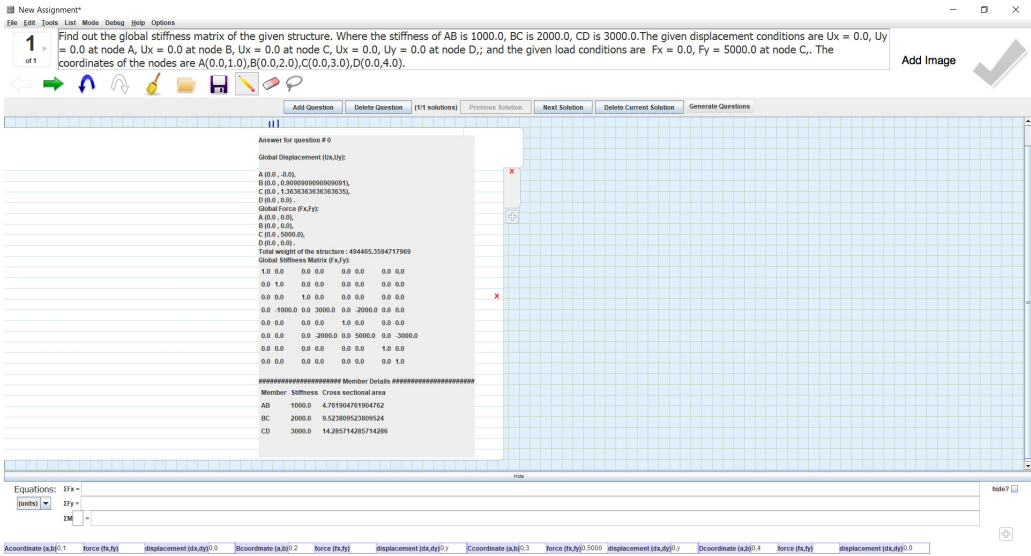 New Assignment*
File Edit Tools List Mode Debug Help Options
1
of 1
Find out the global stiffness matrix of the given structure. Where the stiffness of AB is 1000.0, BC is 2000.0, CD is 3000.0.The given displacement conditions are Ux = 0.0, Uy
= 0.0 at node A, Ux = 0.0 at node B, Ux = 0.0 at node C, Ux = 0.0, Uy = 0.0 at node D,; and the given load conditions are Fx = 0.0, Fy = 5000.0 at node C,. The
coordinates of the nodes are A(0.0,1.0),B(0.0,2.0),C(0.0,3.0),D(0.0,4.0).
Add Image
Add Question Delete Question (1/1 solutions) Previous Solution Next Solution Delete Current Solution Generate Questions
Answer for question # 0
Global Displacement (Ux,Uy):
A (0.0 , -0.0),
B (0.0 , 0.9090909090909091),
C (0.0 , 1.3636363636363635),
D (0.0 , 0.0) .
Global Force (Fx,Fy):
A (0.0 , 0.0),
B (0.0 , 0.0),
C (0.0 , 5000.0),
D (0.0 , 0.0) .
Total weight of the structure : 494465.3594717969
Global Stiffness Matrix (Fx,Fy):
1.0 0.0 0.0 0.0 0.0 0.0 0.0 0.0
0.0 1.0 0.0 0.0 0.0 0.0 0.0 0.0
0.0 0.0 1.0 0.0 0.0 0.0 0.0 0.0
0.0 -1000.0 0.0 3000.0 0.0 -2000.0 0.0 0.0
0.0 0.0 0.0 0.0 1.0 0.0 0.0 0.0
0.0 0.0 0.0 -2000.0 0.0 5000.0 0.0 -3000.0
0.0 0.0 0.0 0.0 0.0 0.0 1.0 0.0
0.0 0.0 0.0 0.0 0.0 0.0 0.0 1.0
###################### Member Details ######################
Member Stiffness Cross sectional area
AB 1000.0 4.761904761904762
BC 2000.0 9.523809523809524
CD 3000.0 14.285714285714286
X
X
Hide
Equations: ΣFx =
hide?
(units) ΣFy =
ΣM =
Acoordinate (a,b) 0,1 force (fx,fy) displacement (dx,dy) 0,0 Bcoordinate (a,b) 0,2 force (fx,fy) displacement (dx,dy) 0,y Ccoordinate (a,b) 0,3 force (fx,fy) 0,5000 displacement (dx,dy) 0,y Dcoordinate (a,b) 0,4 force (fx,fy) displacement (dx,dy) 0,0